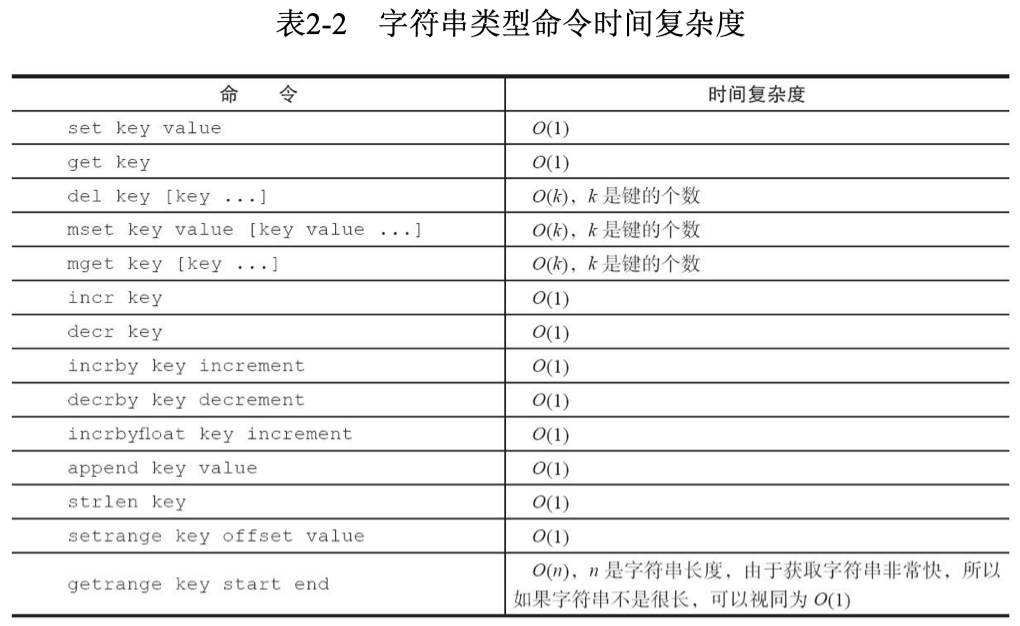 表2-2 字符串类型命令时间复杂度
命 令 时间复杂度
set key value O(1)
get key O(1)
del key [key ...] O(k)，k 是键的个数
mset key value [key value ...] O(k)，k 是键的个数
mget key [key ...] O(k)，k 是键的个数
incr key O(1)
decr key O(1)
incrby key increment O(1)
decrby key decrement O(1)
incrbyfloat key increment O(1)
append key value O(1)
strlen key O(1)
setrange key offset value O(1)
getrange key start end O(n)，n 是字符串长度，由于获取字符串非常快，所以
如果字符串不是很长，可以视同为 O(1)